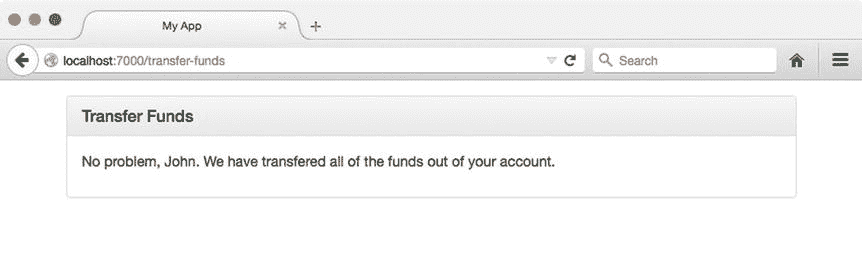 My App
localhost:7000/transfer-funds
Search
Transfer Funds
No problem, John. We have transfered all of the funds out of your account.